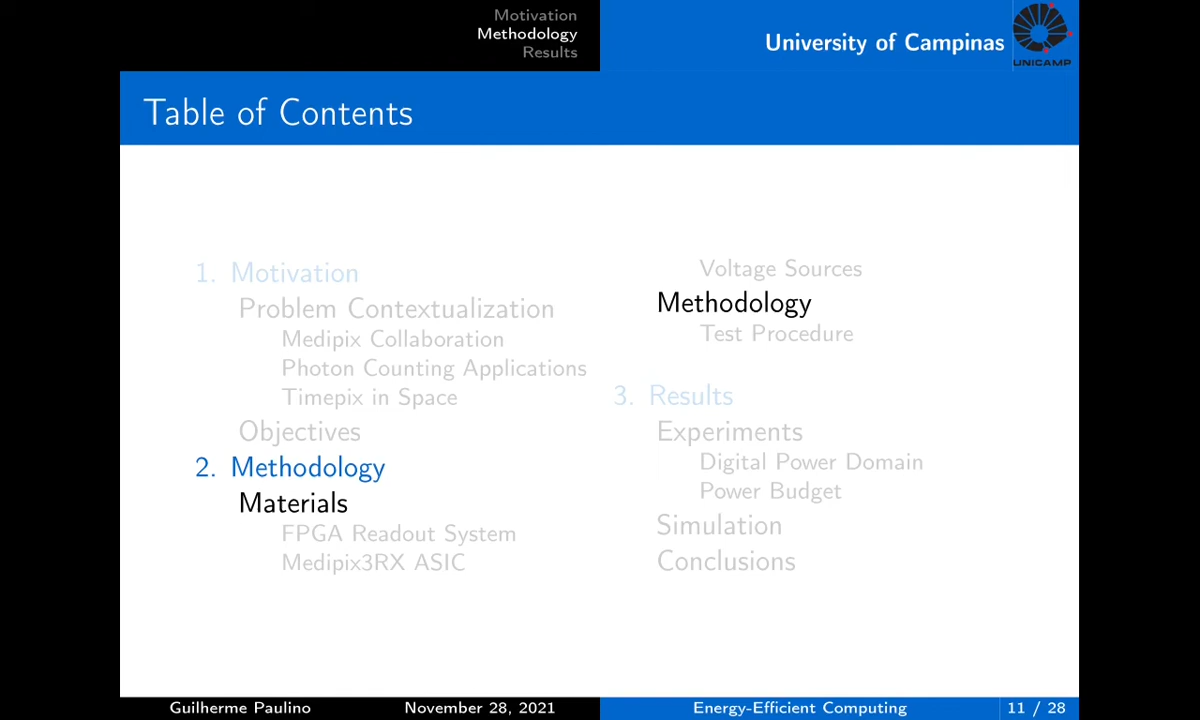 Motivation
Methodology
Results
University of Campinas
UNICAMP
Table of Contents
1. Motivation
Problem Contextualization
Medipix Collaboration
Photon Counting Applications
Timepix in Space
Objectives
2. Methodology
Materials
FPGA Readout System
Medipix3RX ASIC
Voltage Sources
Methodology
Test Procedure
3. Results
Experiments
Digital Power Domain
Power Budget
Simulation
Conclusions
Guilherme Paulino
November 28, 2021
Energy-Efficient Computing
11 / 28